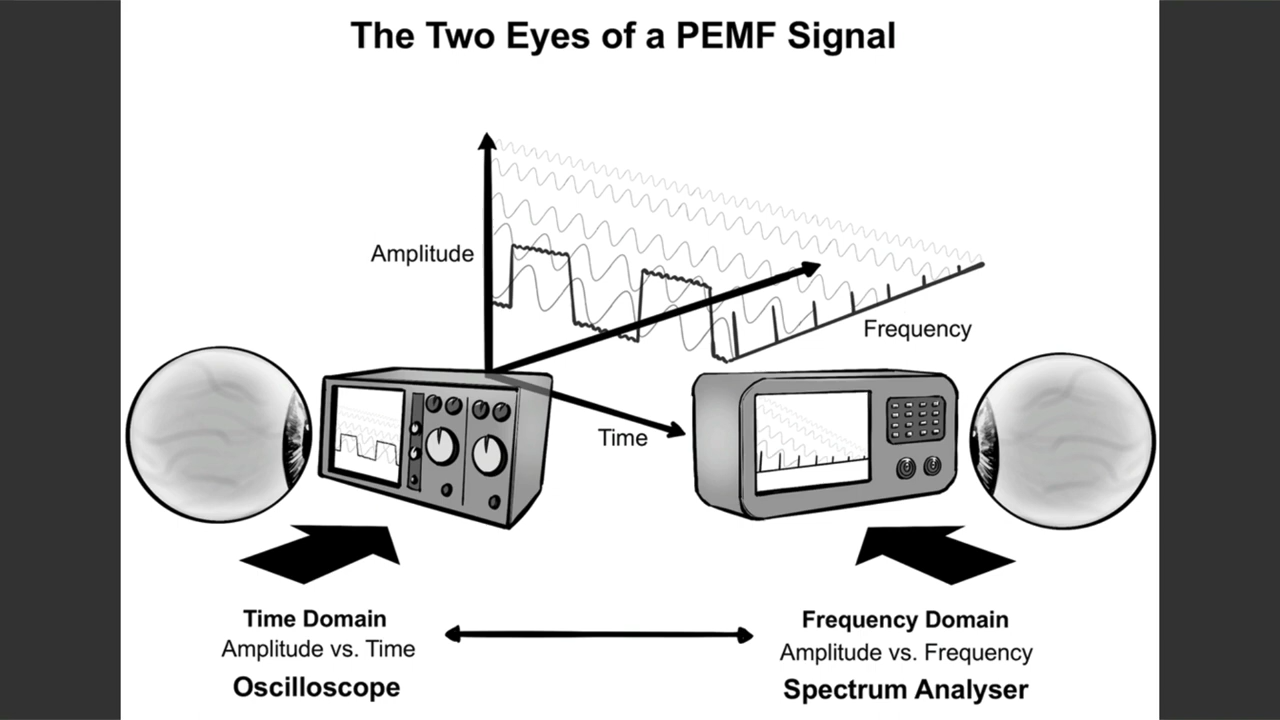 The Two Eyes of a PEMF Signal
Amplitude
Frequency
Time
Time Domain
Amplitude vs. Time
Oscilloscope
Frequency Domain
Amplitude vs. Frequency
Spectrum Analyser